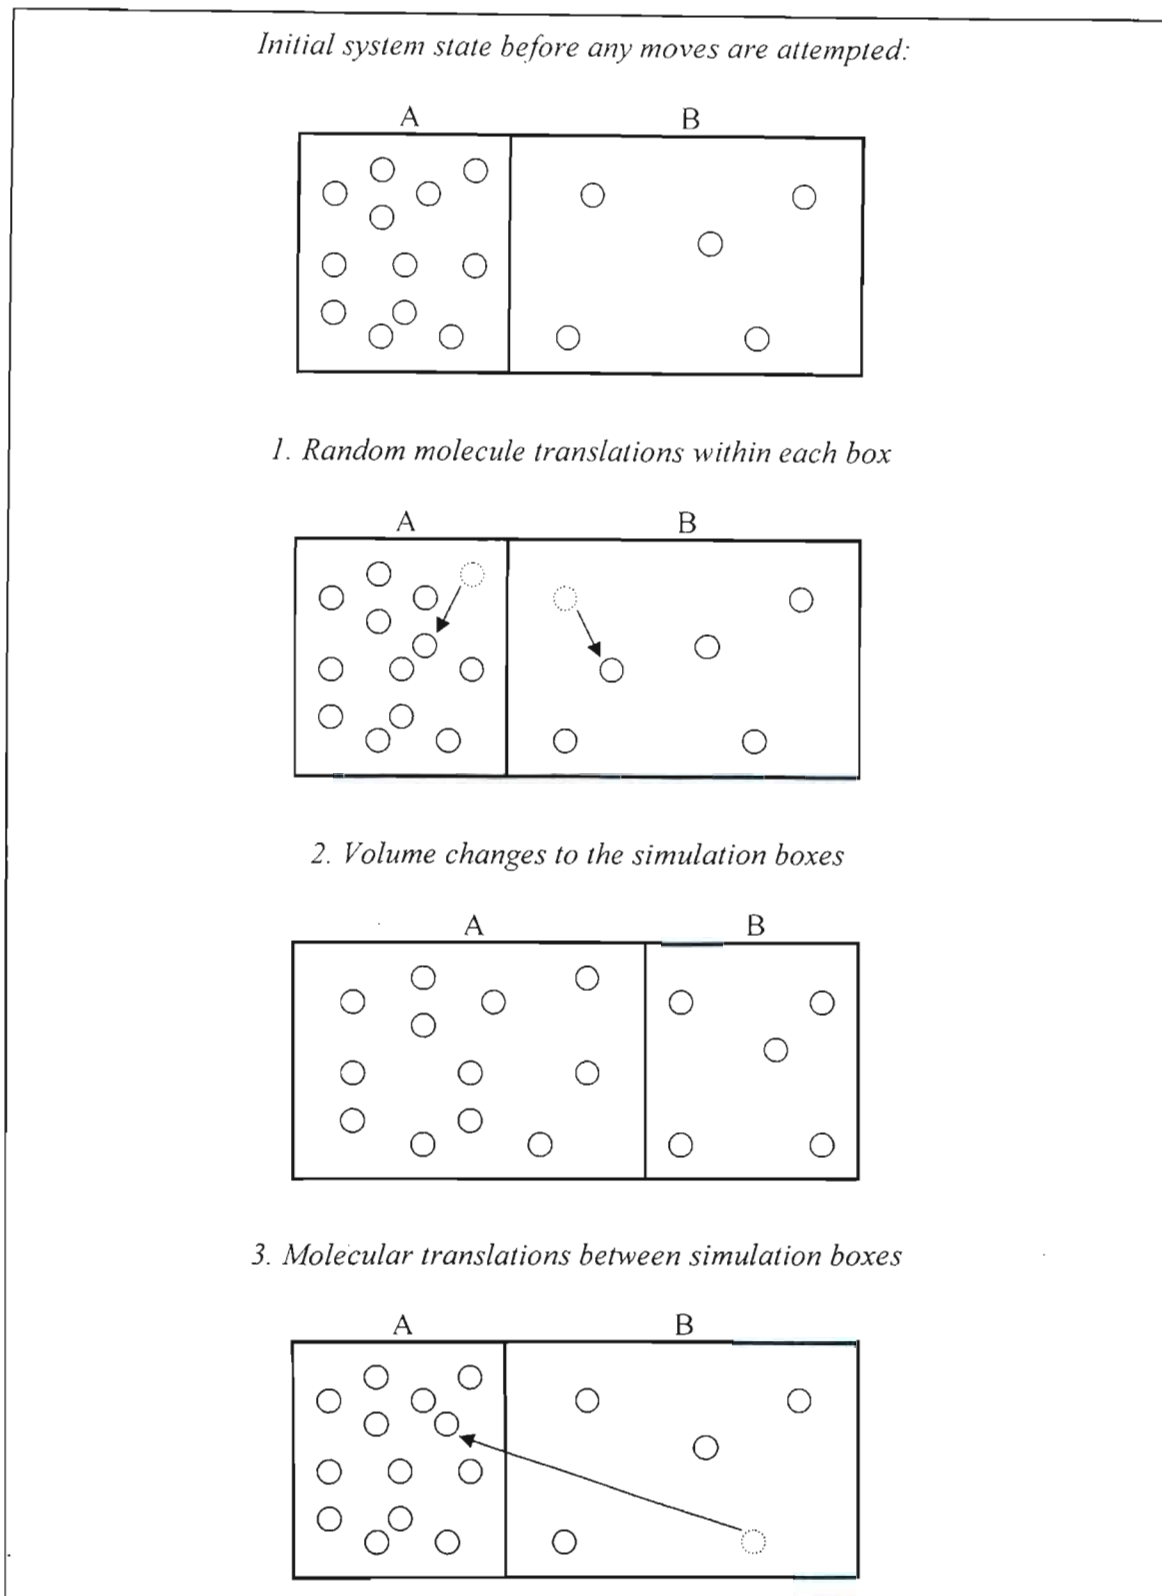 Initial system state before any moves are attempted:
A B
1. Random molecule translations within each box
A B
2. Volume changes to the simulation boxes
A B
3. Molecular translations between simulation boxes
A B